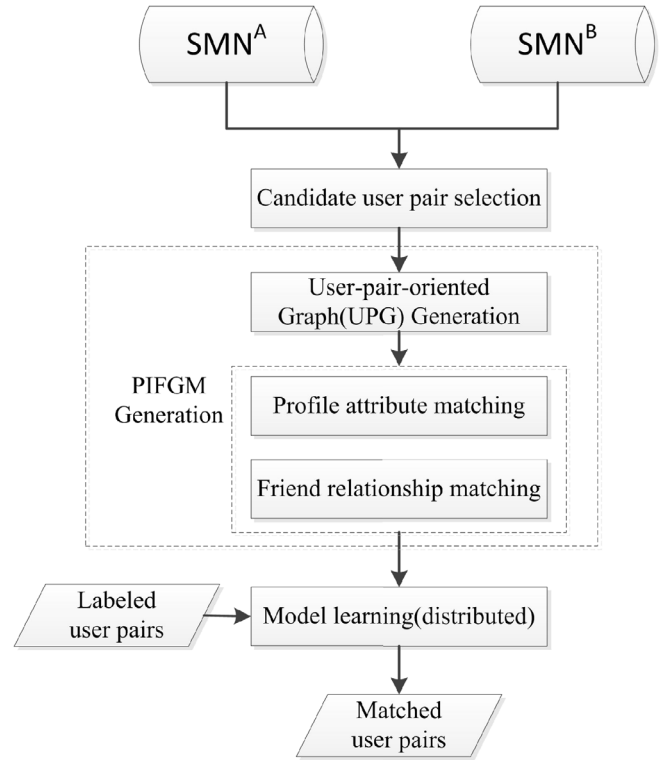 SMN^A
SMN^B
Candidate user pair selection
User-pair-oriented
Graph(UPG) Generation
PIFGM
Generation
Profile attribute matching
Friend relationship matching
Labeled
user pairs
Model learning(distributed)
Matched
user pairs